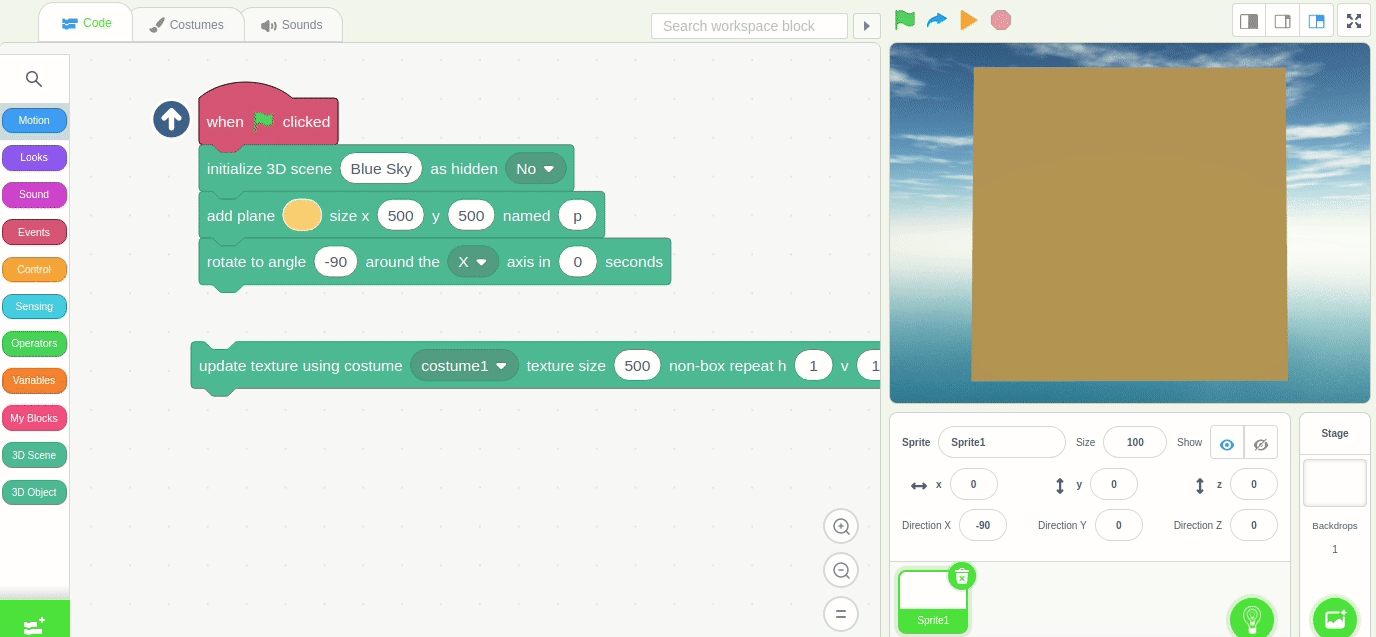 Code
Costumes
Sounds
Search workspace block
Motion
Looks
Sound
Events
Control
Sensing
Operators
Variables
My Blocks
3D Scene
3D Object
when clicked
initialize 3D scene Blue Sky as hidden No
add plane size x 500 y 500 named p
rotate to angle -90 around the X axis in 0 seconds
update texture using costume costume1 texture size 500 non-box repeat h 1 v 1
Sprite Sprite1 Size 100 Show
x 0 y 0 z 0
Direction X -90 Direction Y 0 Direction Z 0
Sprite1
Stage
Backdrops
1